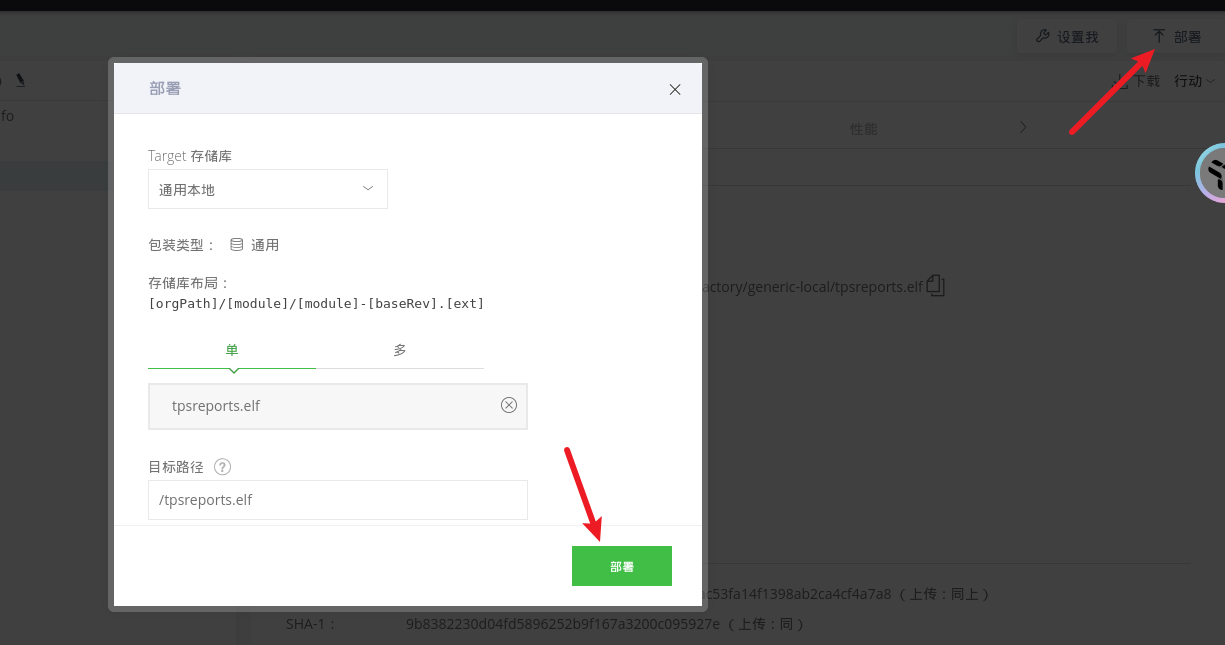 设置我
部署
下载
行动
fo
性能
actory/generic-local/tpsreports.elf
部署
Target 存储库
通用本地
包装类型：
通用
存储库布局：
[orgPath]/[module]/[module]-[baseRev].[ext]
单
多
tpsreports.elf
目标路径
/tpsreports.elf
部署
ac53fa14f1398ab2ca4cf4a7a8 （上传：同上）
SHA-1：
9b8382230d04fd5896252b9f167a3200c095927e （上传：同）